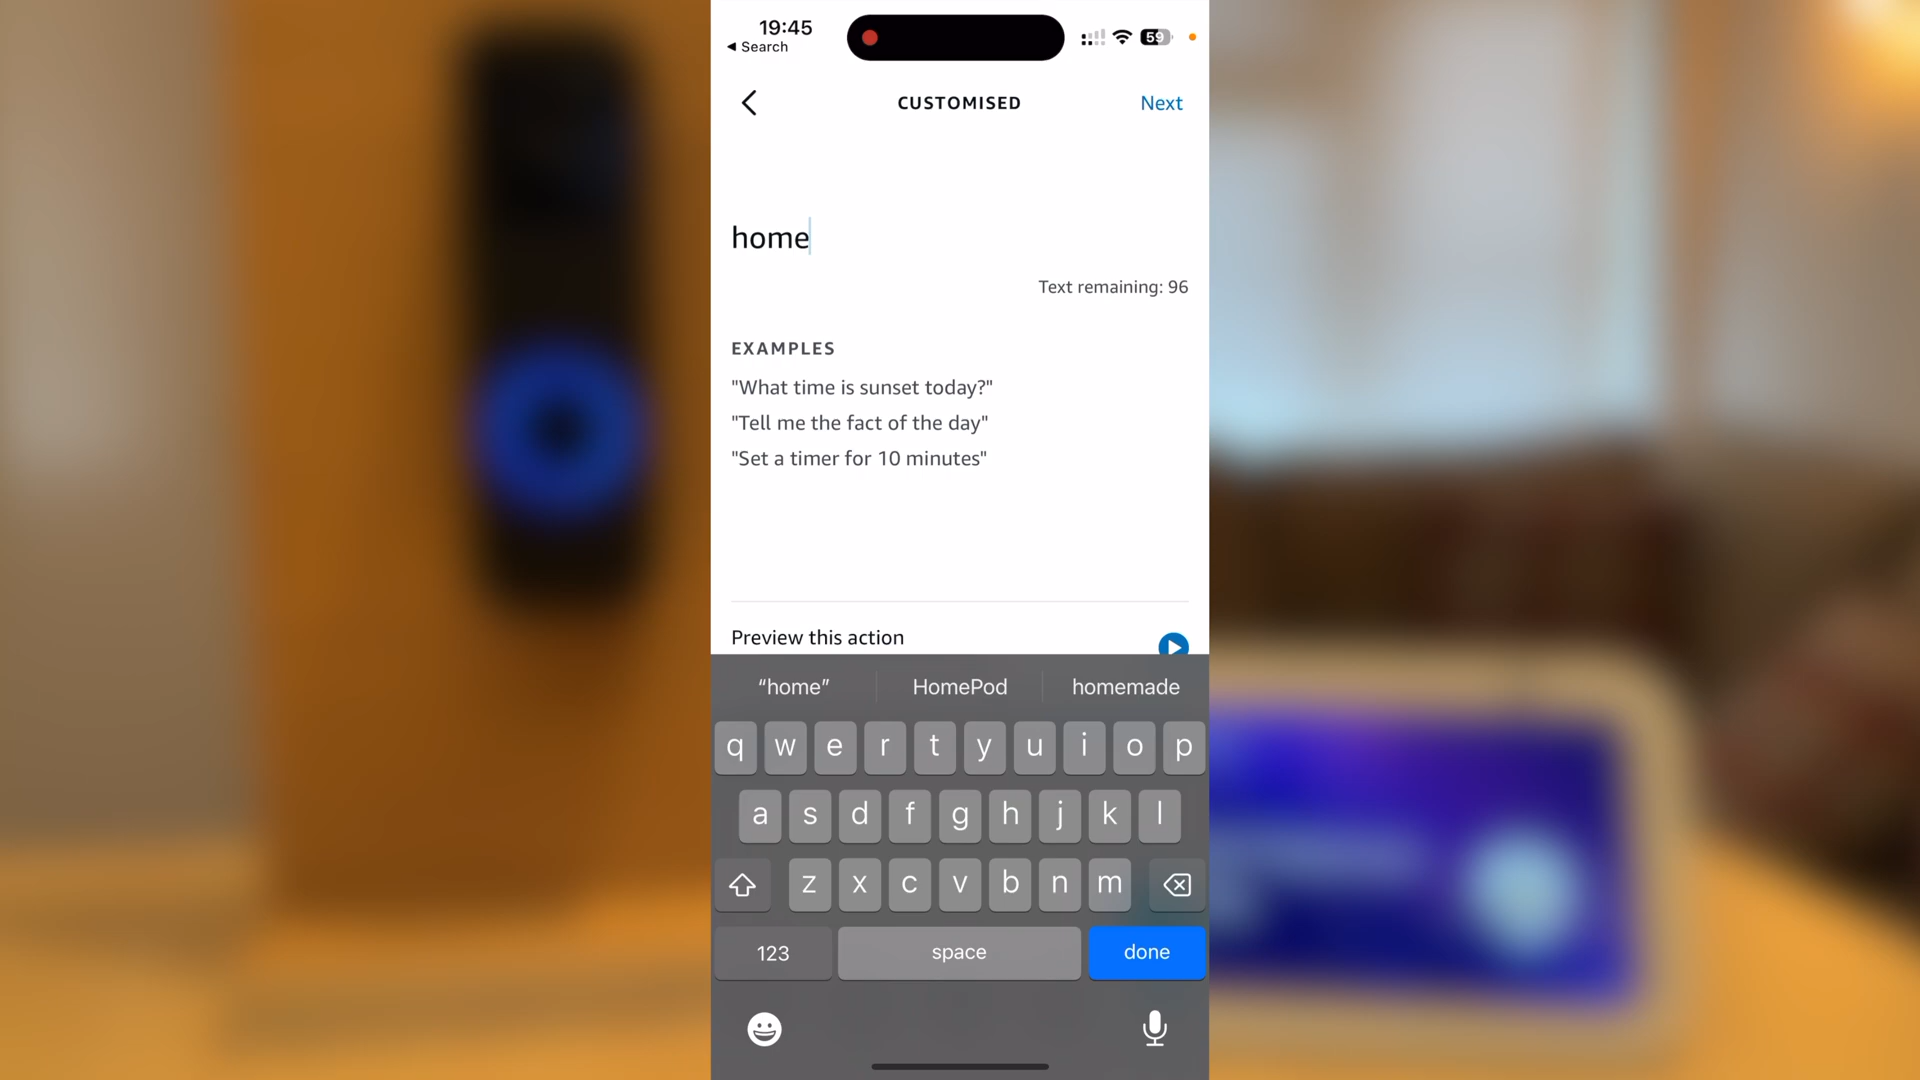 19:45
◀ Search
59
CUSTOMISED
Next
home
Text remaining: 96
EXAMPLES
"What time is sunset today?"
"Tell me the fact of the day"
"Set a timer for 10 minutes"
Preview this action
“home”
HomePod
homemade
q w e r t y u i o p
a s d f g h j k l
z x c v b n m
123
space
done